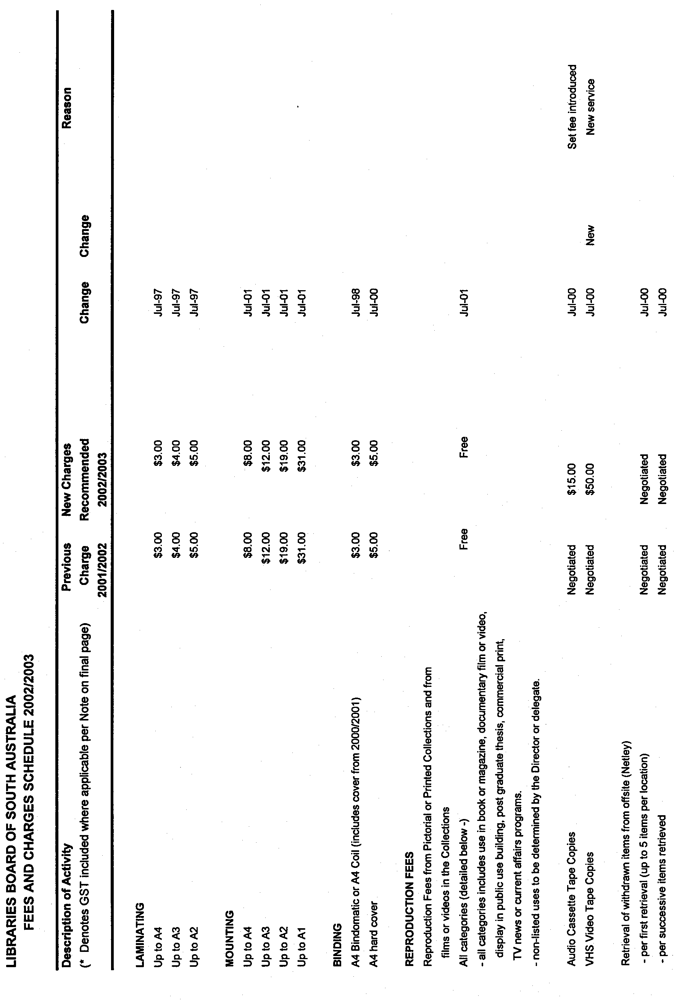 LIBRARIES BOARD OF SOUTH AUSTRALIA
FEES AND CHARGES SCHEDULE 2002/2003
Description of Activity Previous New Charges Reason
(* Denotes GST included where applicable per Note on final page) Charge Recommended Change Change
2001/2002 2002/2003
LAMINATING
Up to A4 $3.00 $3.00 Jul-97
Up to A3 $4.00 $4.00 Jul-97
Up to A2 $5.00 $5.00 Jul-97
MOUNTING
Up to A4 $8.00 $8.00 Jul-01
Up to A3 $12.00 $12.00 Jul-01
Up to A2 $19.00 $19.00 Jul-01
Up to A1 $31.00 $31.00 Jul-01
BINDING
A4 Bindomatic or A4 Coil (includes cover from 2000/2001) $3.00 $3.00 Jul-98
A4 hard cover $5.00 $5.00 Jul-00
REPRODUCTION FEES
Reproduction Fees from Pictorial or Printed Collections and from
films or videos in the Collections
All categories (detailed below -) Free Free Jul-01
- all categories includes use in book or magazine, documentary film or video,
display in public use building, post graduate thesis, commercial print,
TV news or current affairs programs.
- non-listed uses to be determined by the Director or delegate.
Audio Cassette Tape Copies Negotiated $15.00 Jul-00 Set fee introduced
VHS Video Tape Copies Negotiated $50.00 Jul-00 New New service
Retrieval of withdrawn items from offsite (Netley)
- per first retrieval (up to 5 items per location) Negotiated Negotiated Jul-00
- per successive items retrieved Negotiated Negotiated Jul-00